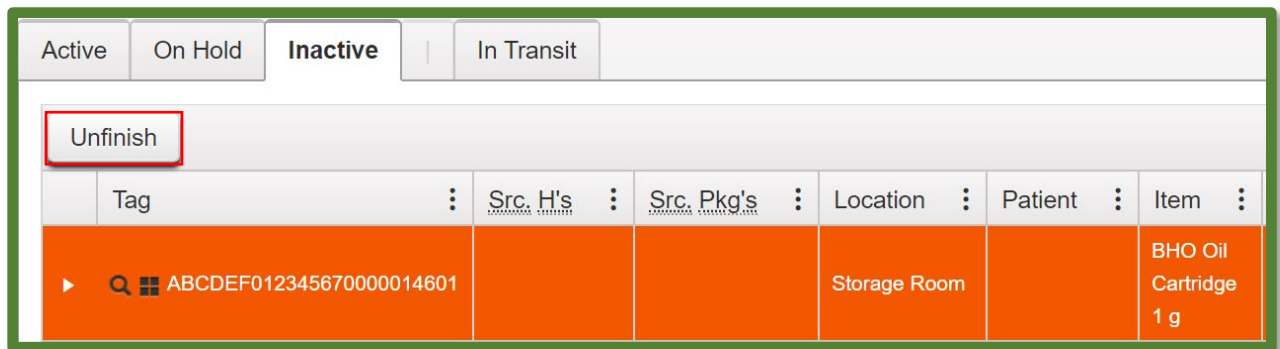 Active On Hold Inactive | In Transit
Unfinish
Tag Src. H's Src. Pkg's Location Patient Item
ABCDEF012345670000014601 Storage Room BHO Oil
Cartridge
1 g